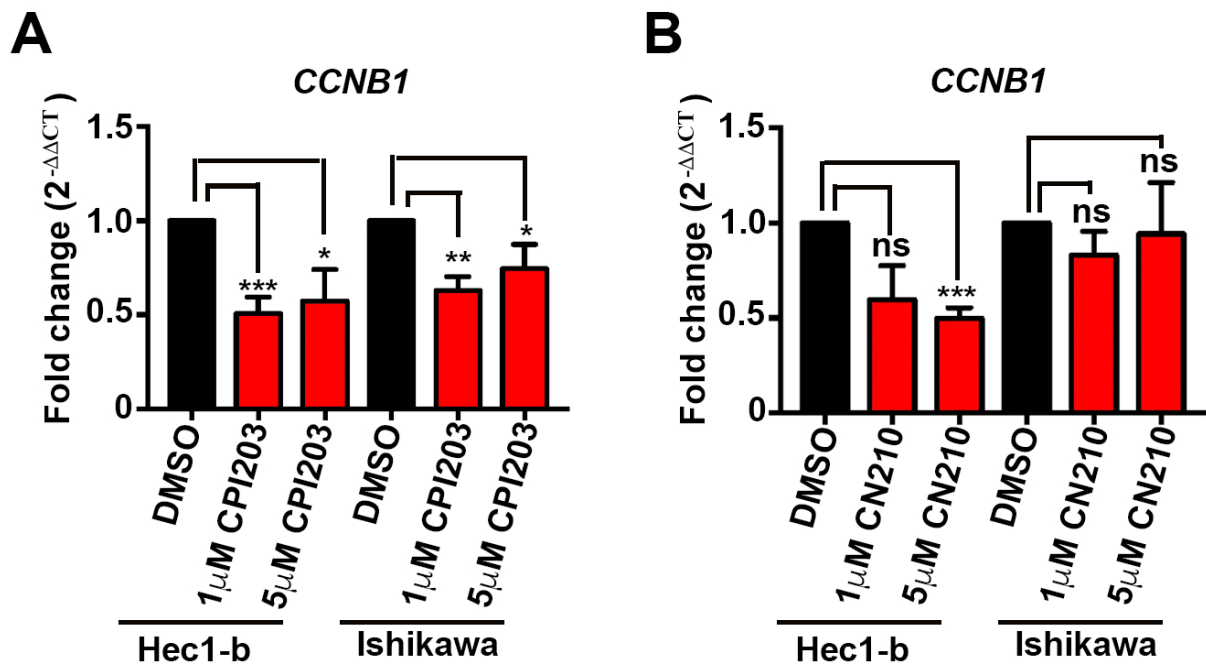 A
CCNB1
Fold change (2^-ΔΔCT)
1.5
1.0
0.5
0
***
*
**
*
DMSO
1μM CPI203
5μM CPI203
DMSO
1μM CPI203
5μM CPI203
Hec1-b
Ishikawa
B
CCNB1
Fold change (2^-ΔΔCT)
1.5
1.0
0.5
0
ns
***
ns
ns
DMSO
1μM CN210
5μM CN210
DMSO
1μM CN210
5μM CN210
Hec1-b
Ishikawa